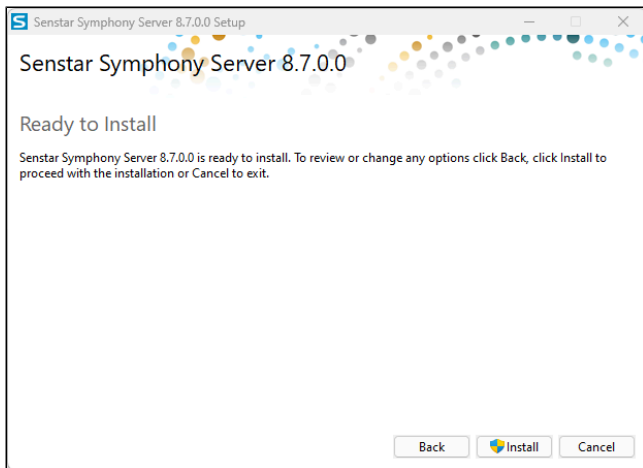 Senstar Symphony Server 8.7.0.0 Setup
Senstar Symphony Server 8.7.0.0
Ready to Install
Senstar Symphony Server 8.7.0.0 is ready to install. To review or change any options click Back, click Install to
proceed with the installation or Cancel to exit.
Back Install Cancel